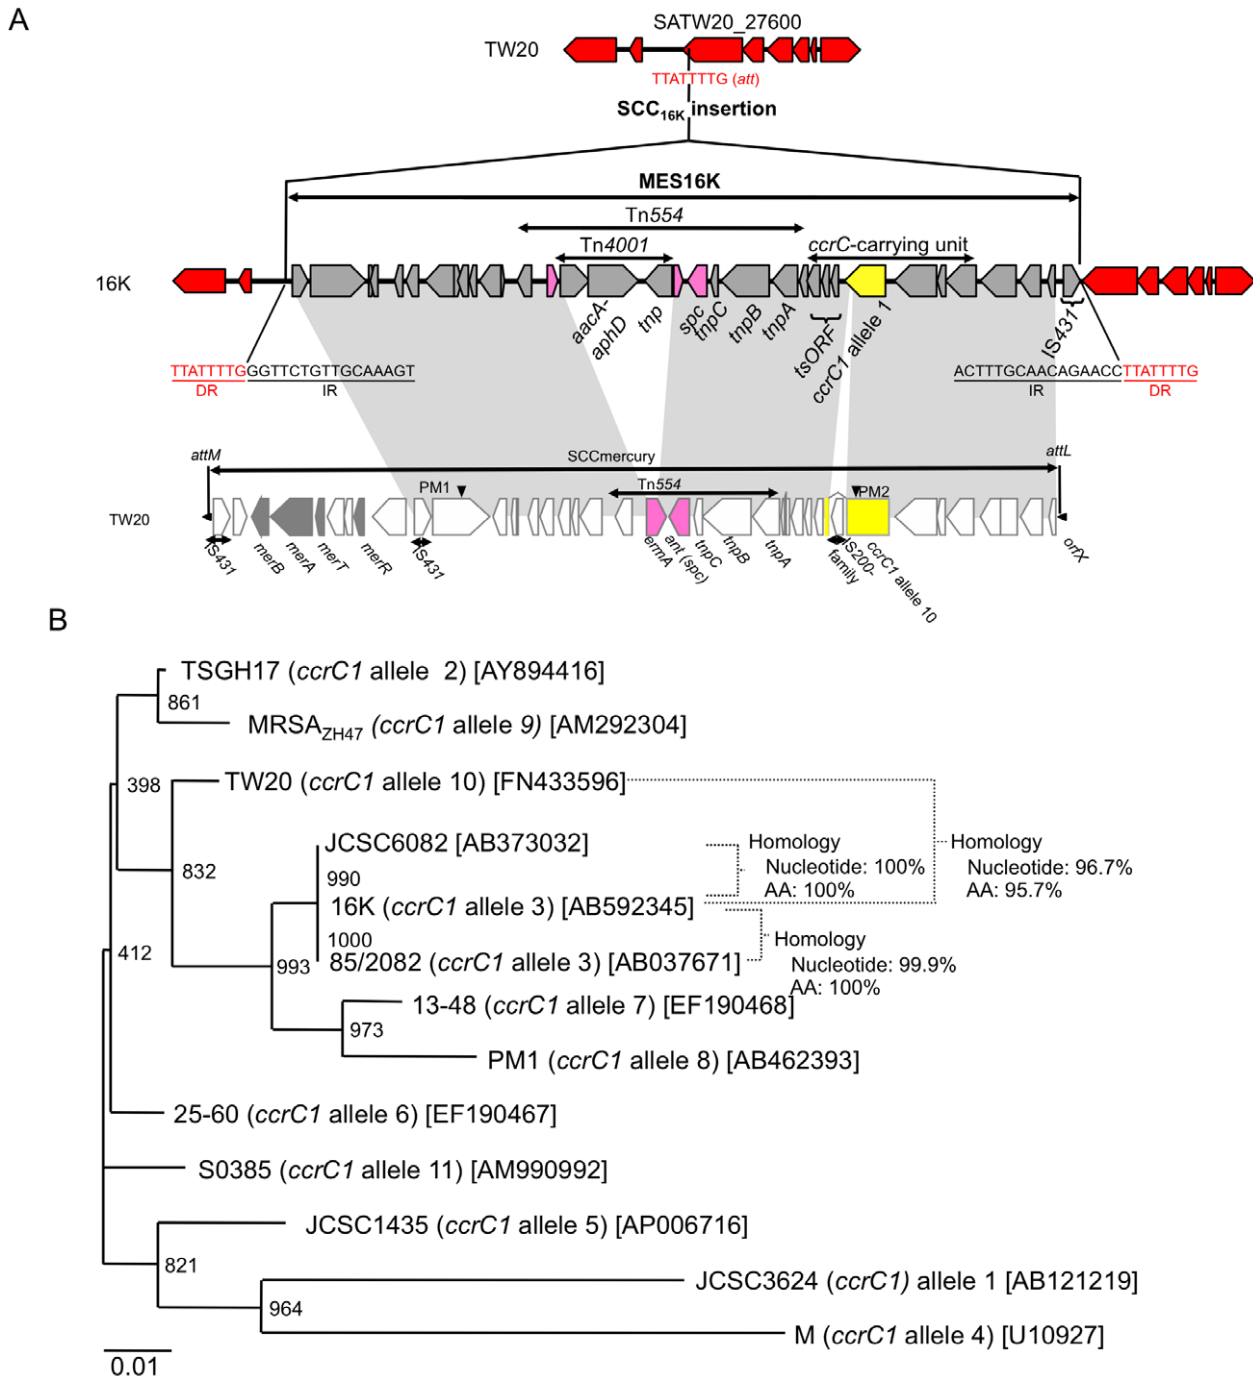 A
SATW20_27600
TW20
TTATTTTG (att)
SCC16K insertion
MES16K
Tn554
Tn4001
ccrC-carrying unit
16K
aacA-
aphD
tnp
spc
tnpC
tnpB
tnpA
tsORF
ccrC1 allele 1
IS431
TTATTTTGGGTTCTGTTGCAAAGT
DR IR
ACTTTGCAACAGAACCTTATTTTG
IR DR
attM
SCCmercury
attL
PM1
Tn554
PM2
TW20
IS431
merB
merA
merT
merR
IS431
ermA
ant (spc)
tnpC
tnpB
tnpA
IS200-
family
ccrC1 allele 10
orfX
B
TSGH17 (ccrC1 allele 2) [AY894416]
861
MRSAZH47 (ccrC1 allele 9) [AM292304]
398
TW20 (ccrC1 allele 10) [FN433596]
832
JCSC6082 [AB373032]
Homology
Nucleotide: 100%
AA: 100%
Homology
Nucleotide: 96.7%
AA: 95.7%
990
16K (ccrC1 allele 3) [AB592345]
1000
412
993
85/2082 (ccrC1 allele 3) [AB037671]
Homology
Nucleotide: 99.9%
AA: 100%
13-48 (ccrC1 allele 7) [EF190468]
973
PM1 (ccrC1 allele 8) [AB462393]
25-60 (ccrC1 allele 6) [EF190467]
S0385 (ccrC1 allele 11) [AM990992]
JCSC1435 (ccrC1 allele 5) [AP006716]
821
JCSC3624 (ccrC1) allele 1 [AB121219]
964
M (ccrC1 allele 4) [U10927]
0.01